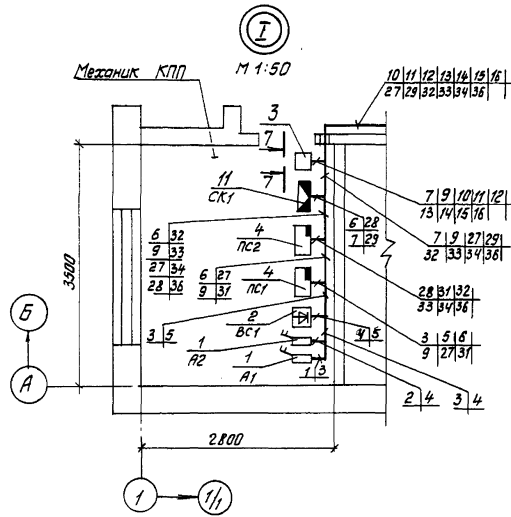 I
М 1:50
Механик КПП
10 11 12 13 14 15 16
27 29 32 33 34 36
3
7
7
11
СК1
7 9 10 11 12
13 14 15 16
6 28
7 29
7 9 27 29
32 33 34 36
6 32
9 33
27 34
28 36
4
ПС2
6 27
9 31
4
ПС1
28 31 32
33 34 36
3500
Б
3 5
2
ВС1
4 5
3 5 6
9 27 31
1
А2
1
А1
1 3
А
2 4
3 4
2800
1
1/1